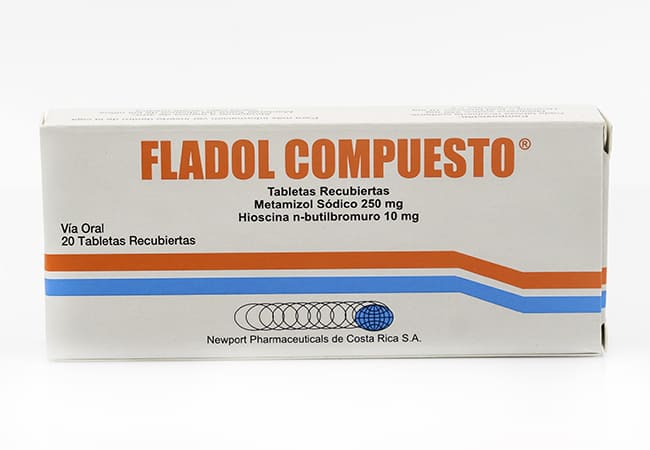 FLADOL COMPUESTO®
Tabletas Recubiertas
Metamizol Sódico 250 mg
Hioscina n-butilbromuro 10 mg
Vía Oral
20 Tabletas Recubiertas
Newport Pharmaceuticals de Costa Rica S.A.